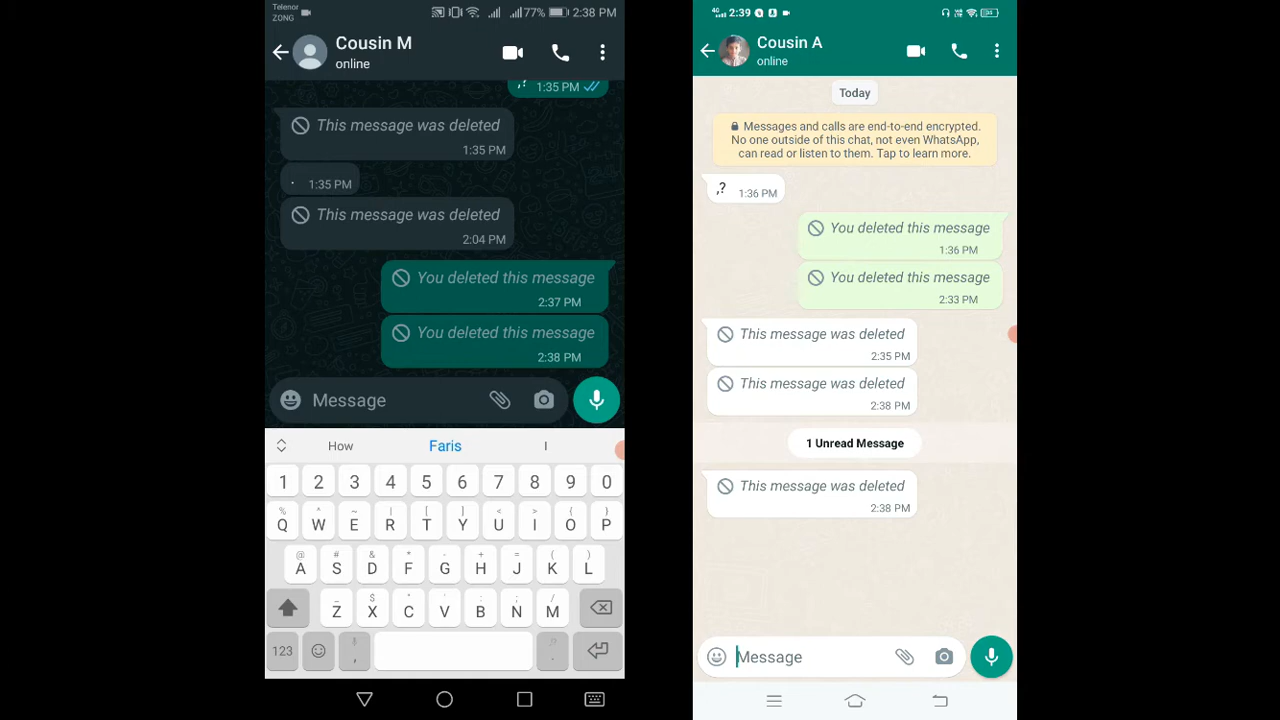 Telenor
ZONG
77%
2:38 PM
Cousin M
online
,? 1:35 PM
This message was deleted
1:35 PM
. 1:35 PM
This message was deleted
2:04 PM
You deleted this message
2:37 PM
You deleted this message
2:38 PM
Message
How Faris I
1 2 3 4 5 6 7 8 9 0
% ^ ~ | [ ] < > { }
Q W E R T Y U I O P
@ # & * - + = ( )
A S D F G H J K L
_ $ " ' : ; /
Z X C V B N M
123 , .
4G 2:39
Cousin A
online
Today
Messages and calls are end-to-end encrypted.
No one outside of this chat, not even WhatsApp,
can read or listen to them. Tap to learn more.
,? 1:36 PM
You deleted this message
1:36 PM
You deleted this message
2:33 PM
This message was deleted
2:35 PM
This message was deleted
2:38 PM
1 Unread Message
This message was deleted
2:38 PM
Message